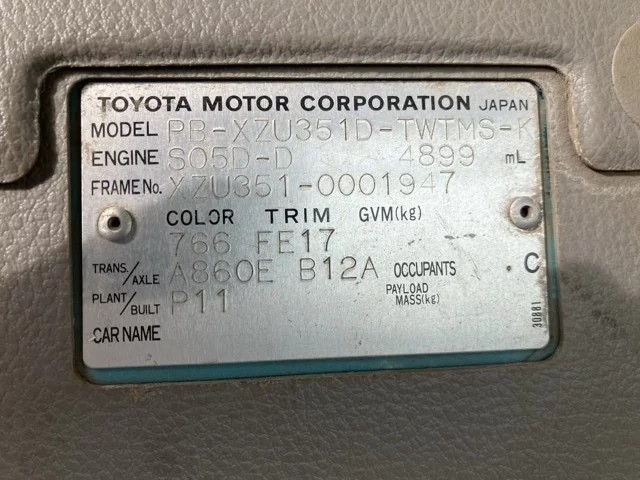 TOYOTA MOTOR CORPORATION JAPAN
MODEL PB-XZU351D-TWTMS-K
ENGINE S05D-D 4899 mL
FRAME No. XZU351-0001947
COLOR TRIM GVM(kg)
766 FE17
TRANS./AXLE A860E B12A OCCUPANTS . C
PLANT/BUILT P11 PAYLOAD MASS(kg)
CAR NAME
30881